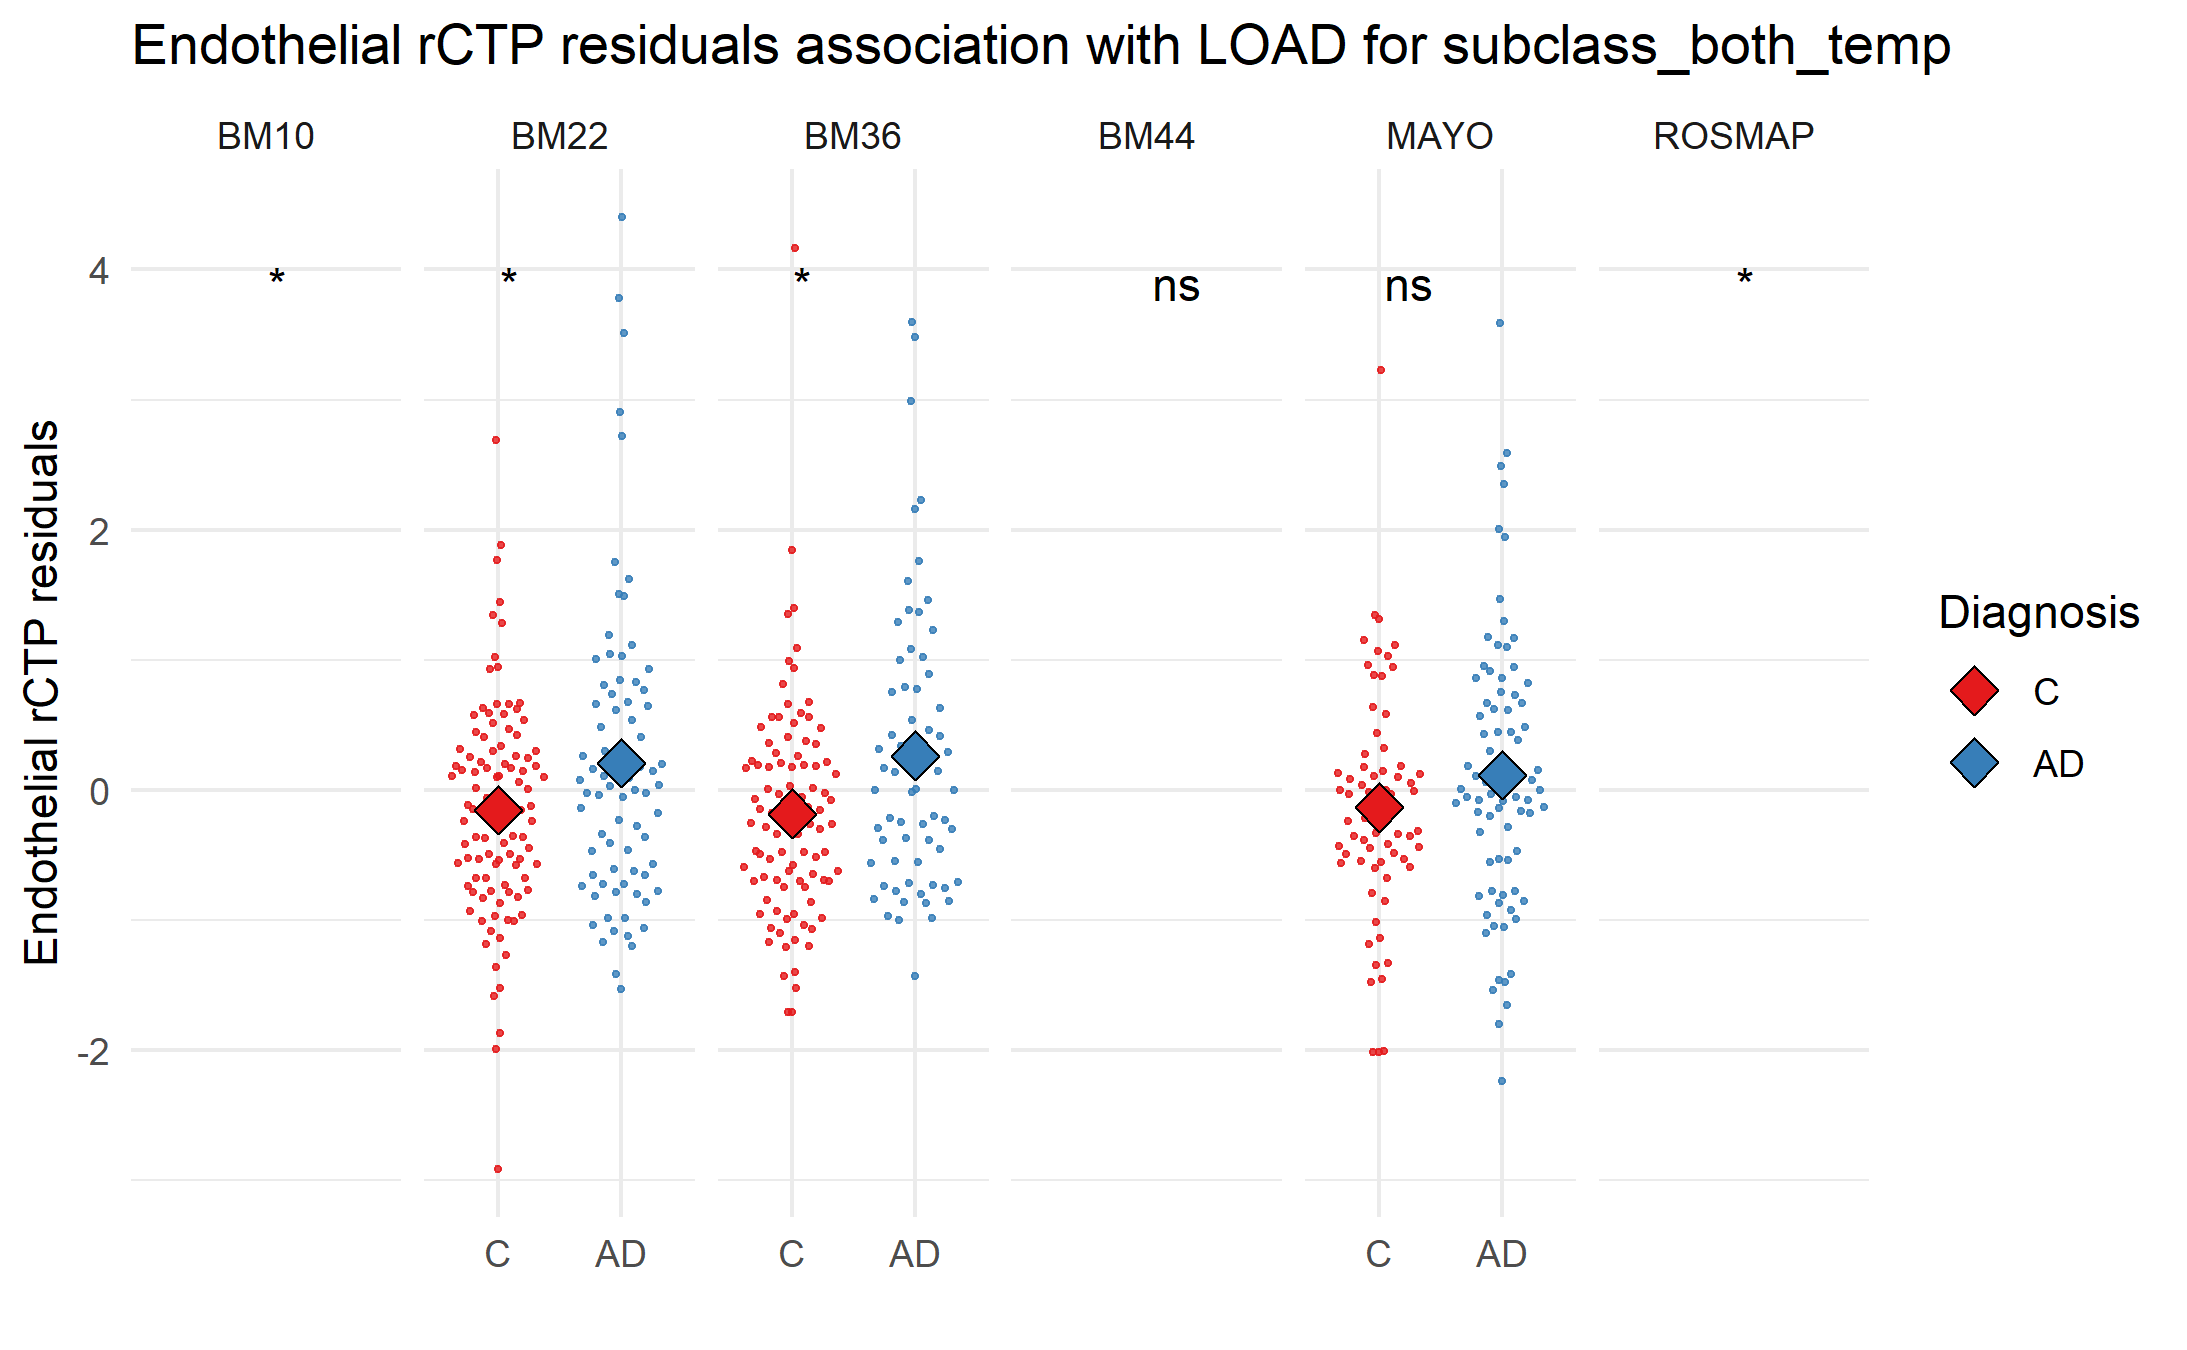 Endothelial rCTP residuals association with LOAD for subclass_both_temp
BM10 BM22 BM36 BM44 MAYO ROSMAP
* * * ns ns *
4
2
0
-2
Endothelial rCTP residuals
C AD C AD C AD
Diagnosis
C
AD